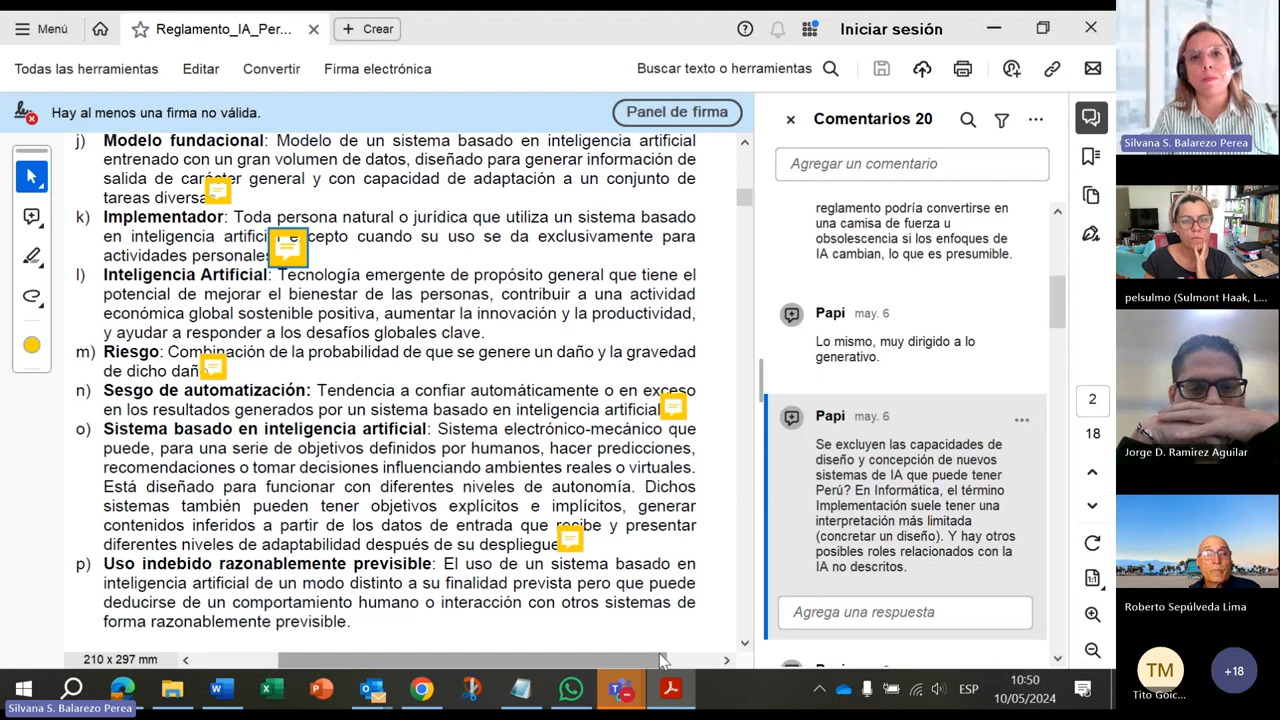 Menú
Reglamento_IA_Per...
Crear
Iniciar sesión
Todas las herramientas
Editar
Convertir
Firma electrónica
Buscar texto o herramientas
Hay al menos una firma no válida.
Panel de firma
j) Modelo fundacional: Modelo de un sistema basado en inteligencia artificial
entrenado con un gran volumen de datos, diseñado para generar información de
salida de carácter general y con capacidad de adaptación a un conjunto de
tareas diversas
k) Implementador: Toda persona natural o jurídica que utiliza un sistema basado
en inteligencia artificial excepto cuando su uso se da exclusivamente para
actividades personales
l) Inteligencia Artificial: Tecnología emergente de propósito general que tiene el
potencial de mejorar el bienestar de las personas, contribuir a una actividad
económica global sostenible positiva, aumentar la innovación y la productividad,
y ayudar a responder a los desafíos globales clave.
m) Riesgo: Combinación de la probabilidad de que se genere un daño y la gravedad
de dicho daño
n) Sesgo de automatización: Tendencia a confiar automáticamente o en exceso
en los resultados generados por un sistema basado en inteligencia artificial
o) Sistema basado en inteligencia artificial: Sistema electrónico-mecánico que
puede, para una serie de objetivos definidos por humanos, hacer predicciones,
recomendaciones o tomar decisiones influenciando ambientes reales o virtuales.
Está diseñado para funcionar con diferentes niveles de autonomía. Dichos
sistemas también pueden tener objetivos explícitos e implícitos, generar
contenidos inferidos a partir de los datos de entrada que recibe y presentar
diferentes niveles de adaptabilidad después de su despliegue
p) Uso indebido razonablemente previsible: El uso de un sistema basado en
inteligencia artificial de un modo distinto a su finalidad prevista pero que puede
deducirse de un comportamiento humano o interacción con otros sistemas de
forma razonablemente previsible.
210 x 297 mm
Comentarios 20
Agregar un comentario
reglamento podría convertirse en
una camisa de fuerza u
obsolescencia si los enfoques de
IA cambian, lo que es presumible.
Papi may. 6
Lo mismo, muy dirigido a lo
generativo.
Papi may. 6
Se excluyen las capacidades de
diseño y concepción de nuevos
sistemas de IA que puede tener
Perú? En Informática, el término
Implementación suele tener una
interpretación más limitada
(concretar un diseño). Y hay otros
posibles roles relacionados con la
IA no descritos.
Agrega una respuesta
2
18
1:1
ESP
10:50
10/05/2024
Silvana S. Balarezo Perea
Silvana S. Balarezo Perea
pelsulmo (Sulmont Haak, L...
Jorge D. Ramirez Aguilar
Roberto Sepúlveda Lima
TM
Tito Goic...
+18